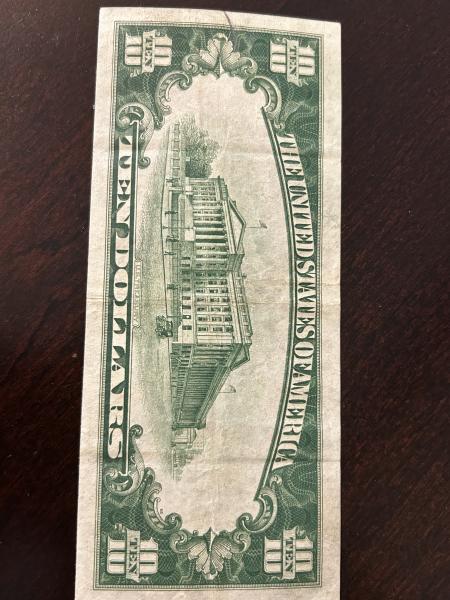 10
TEN
THE UNITED STATES OF AMERICA
10
TEN
10
TEN
TEN DOLLARS
10
TEN